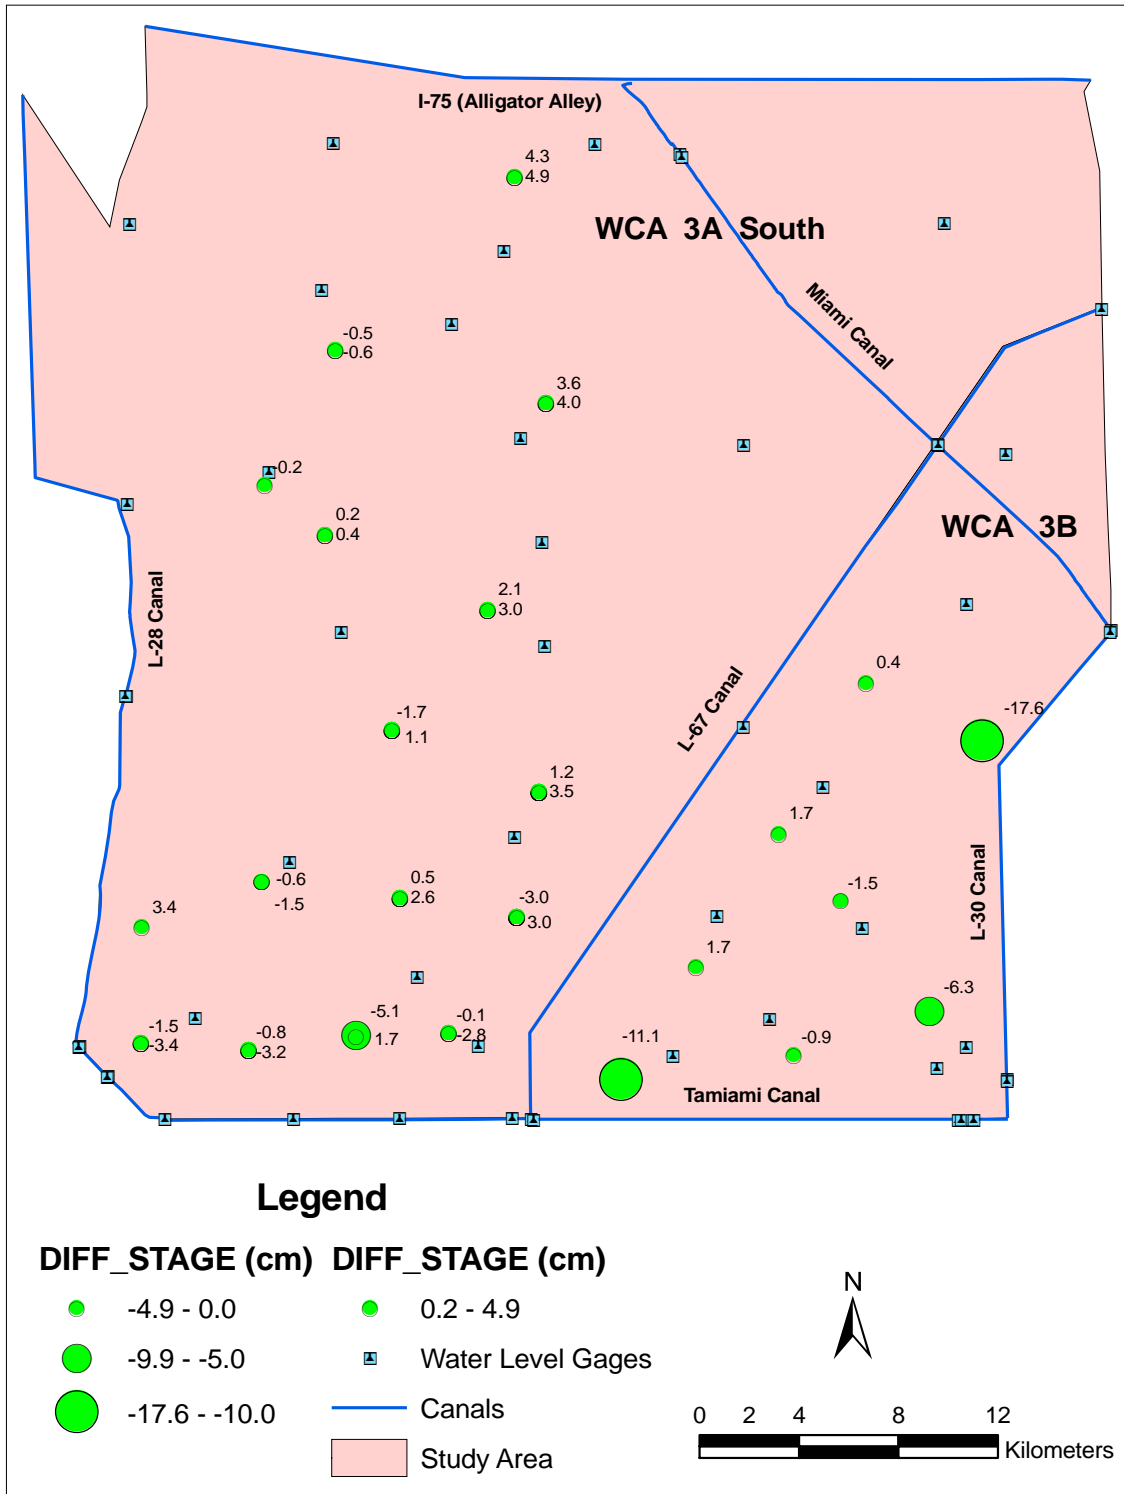 I-75 (Alligator Alley)
4.3
4.9
WCA 3A South
Miami Canal
-0.5
-0.6
3.6
4.0
-0.2
0.2
0.4
WCA 3B
L-28 Canal
2.1
3.0
0.4
L-67 Canal
-17.6
-1.7
1.1
1.2
3.5
1.7
-0.6
-1.5
0.5
2.6
-3.0
3.0
-1.5
L-30 Canal
3.4
1.7
-6.3
-1.5
-3.4
-0.8
-3.2
-5.1
1.7
-0.1
-2.8
-11.1
-0.9
Tamiami Canal
Legend
DIFF_STAGE (cm) DIFF_STAGE (cm)
-4.9 - 0.0
0.2 - 4.9
-9.9 - -5.0
Water Level Gages
-17.6 - -10.0
Canals
Study Area
N
0 2 4 8 12
Kilometers